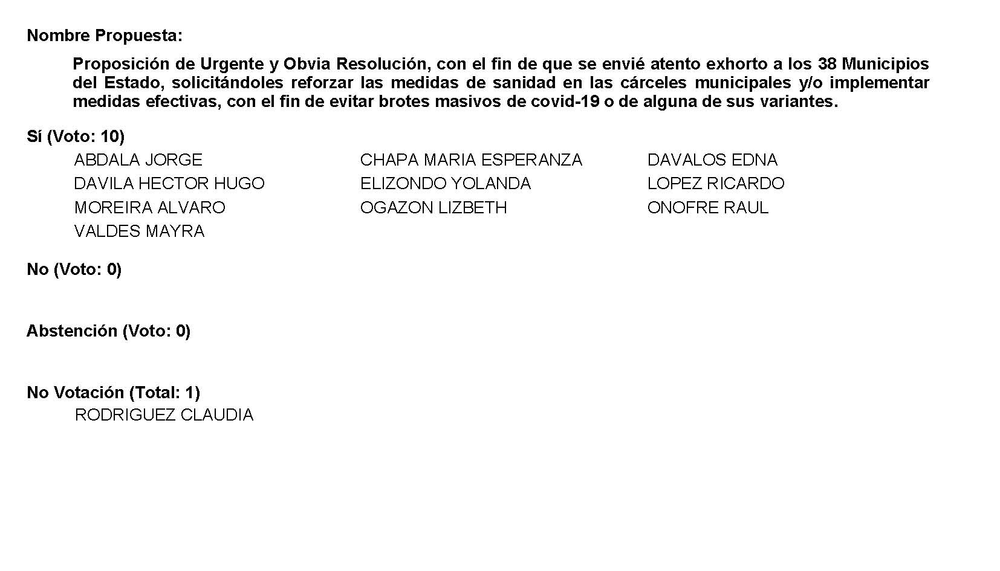 Nombre Propuesta:
Proposición de Urgente y Obvia Resolución, con el fin de que se envié atento exhorto a los 38 Municipios
del Estado, solicitándoles reforzar las medidas de sanidad en las cárceles municipales y/o implementar
medidas efectivas, con el fin de evitar brotes masivos de covid-19 o de alguna de sus variantes.
Sí (Voto: 10)
ABDALA JORGE CHAPA MARIA ESPERANZA DAVALOS EDNA
DAVILA HECTOR HUGO ELIZONDO YOLANDA LOPEZ RICARDO
MOREIRA ALVARO OGAZON LIZBETH ONOFRE RAUL
VALDES MAYRA
No (Voto: 0)
Abstención (Voto: 0)
No Votación (Total: 1)
RODRIGUEZ CLAUDIA